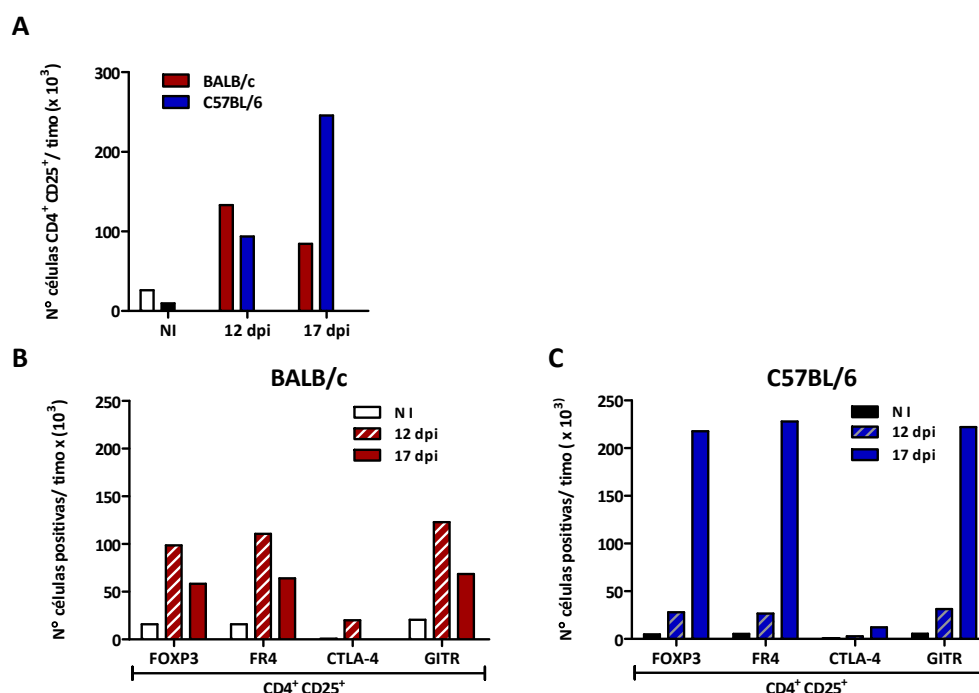 A
N° células CD4⁺ CD25⁺/ timo (x 10³)
300
200
100
0
BALB/c
C57BL/6
NI
12 dpi
17 dpi
B
BALB/c
N° células positivas/ timo x (10³)
250
200
150
100
50
0
N I
12 dpi
17 dpi
FOXP3
FR4
CTLA-4
GITR
CD4⁺ CD25⁺
C
C57BL/6
N° células positivas/ timo ( x 10³)
250
200
150
100
50
0
N I
12 dpi
17 dpi
FOXP3
FR4
CTLA-4
GITR
CD4⁺ CD25⁺